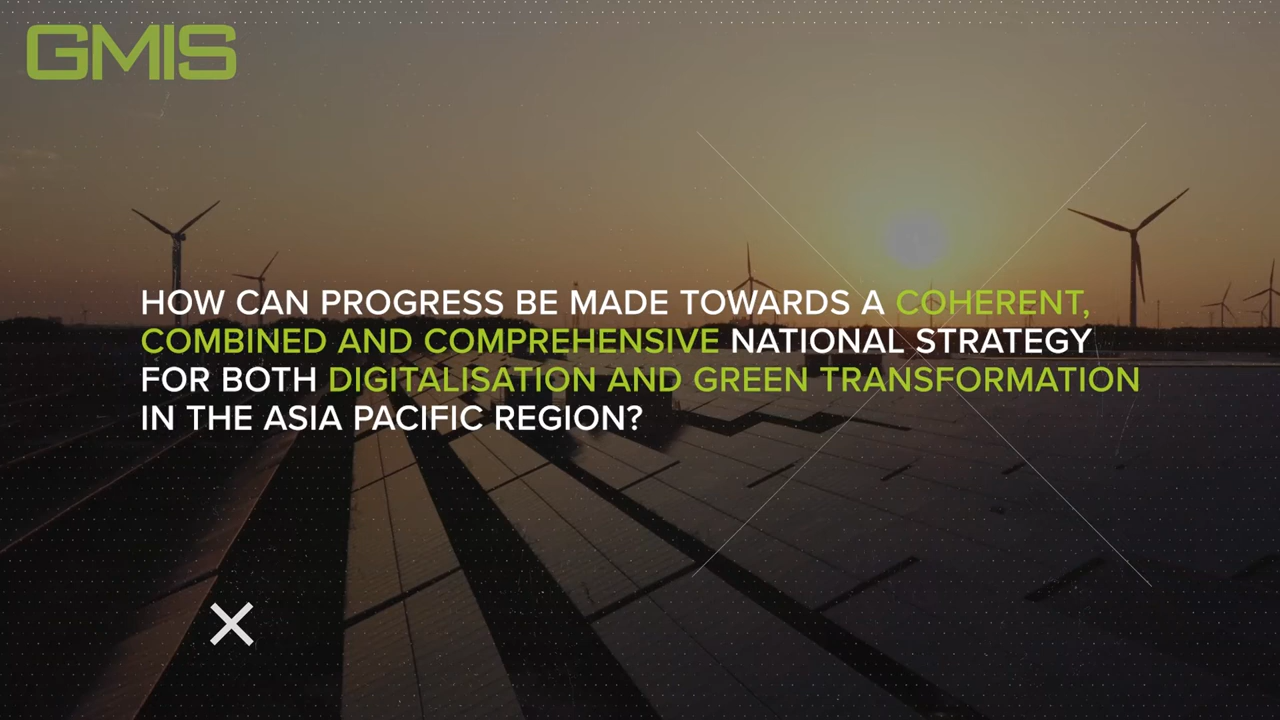 GMIS
HOW CAN PROGRESS BE MADE TOWARDS A COHERENT,
COMBINED AND COMPREHENSIVE NATIONAL STRATEGY
FOR BOTH DIGITALISATION AND GREEN TRANSFORMATION
IN THE ASIA PACIFIC REGION?